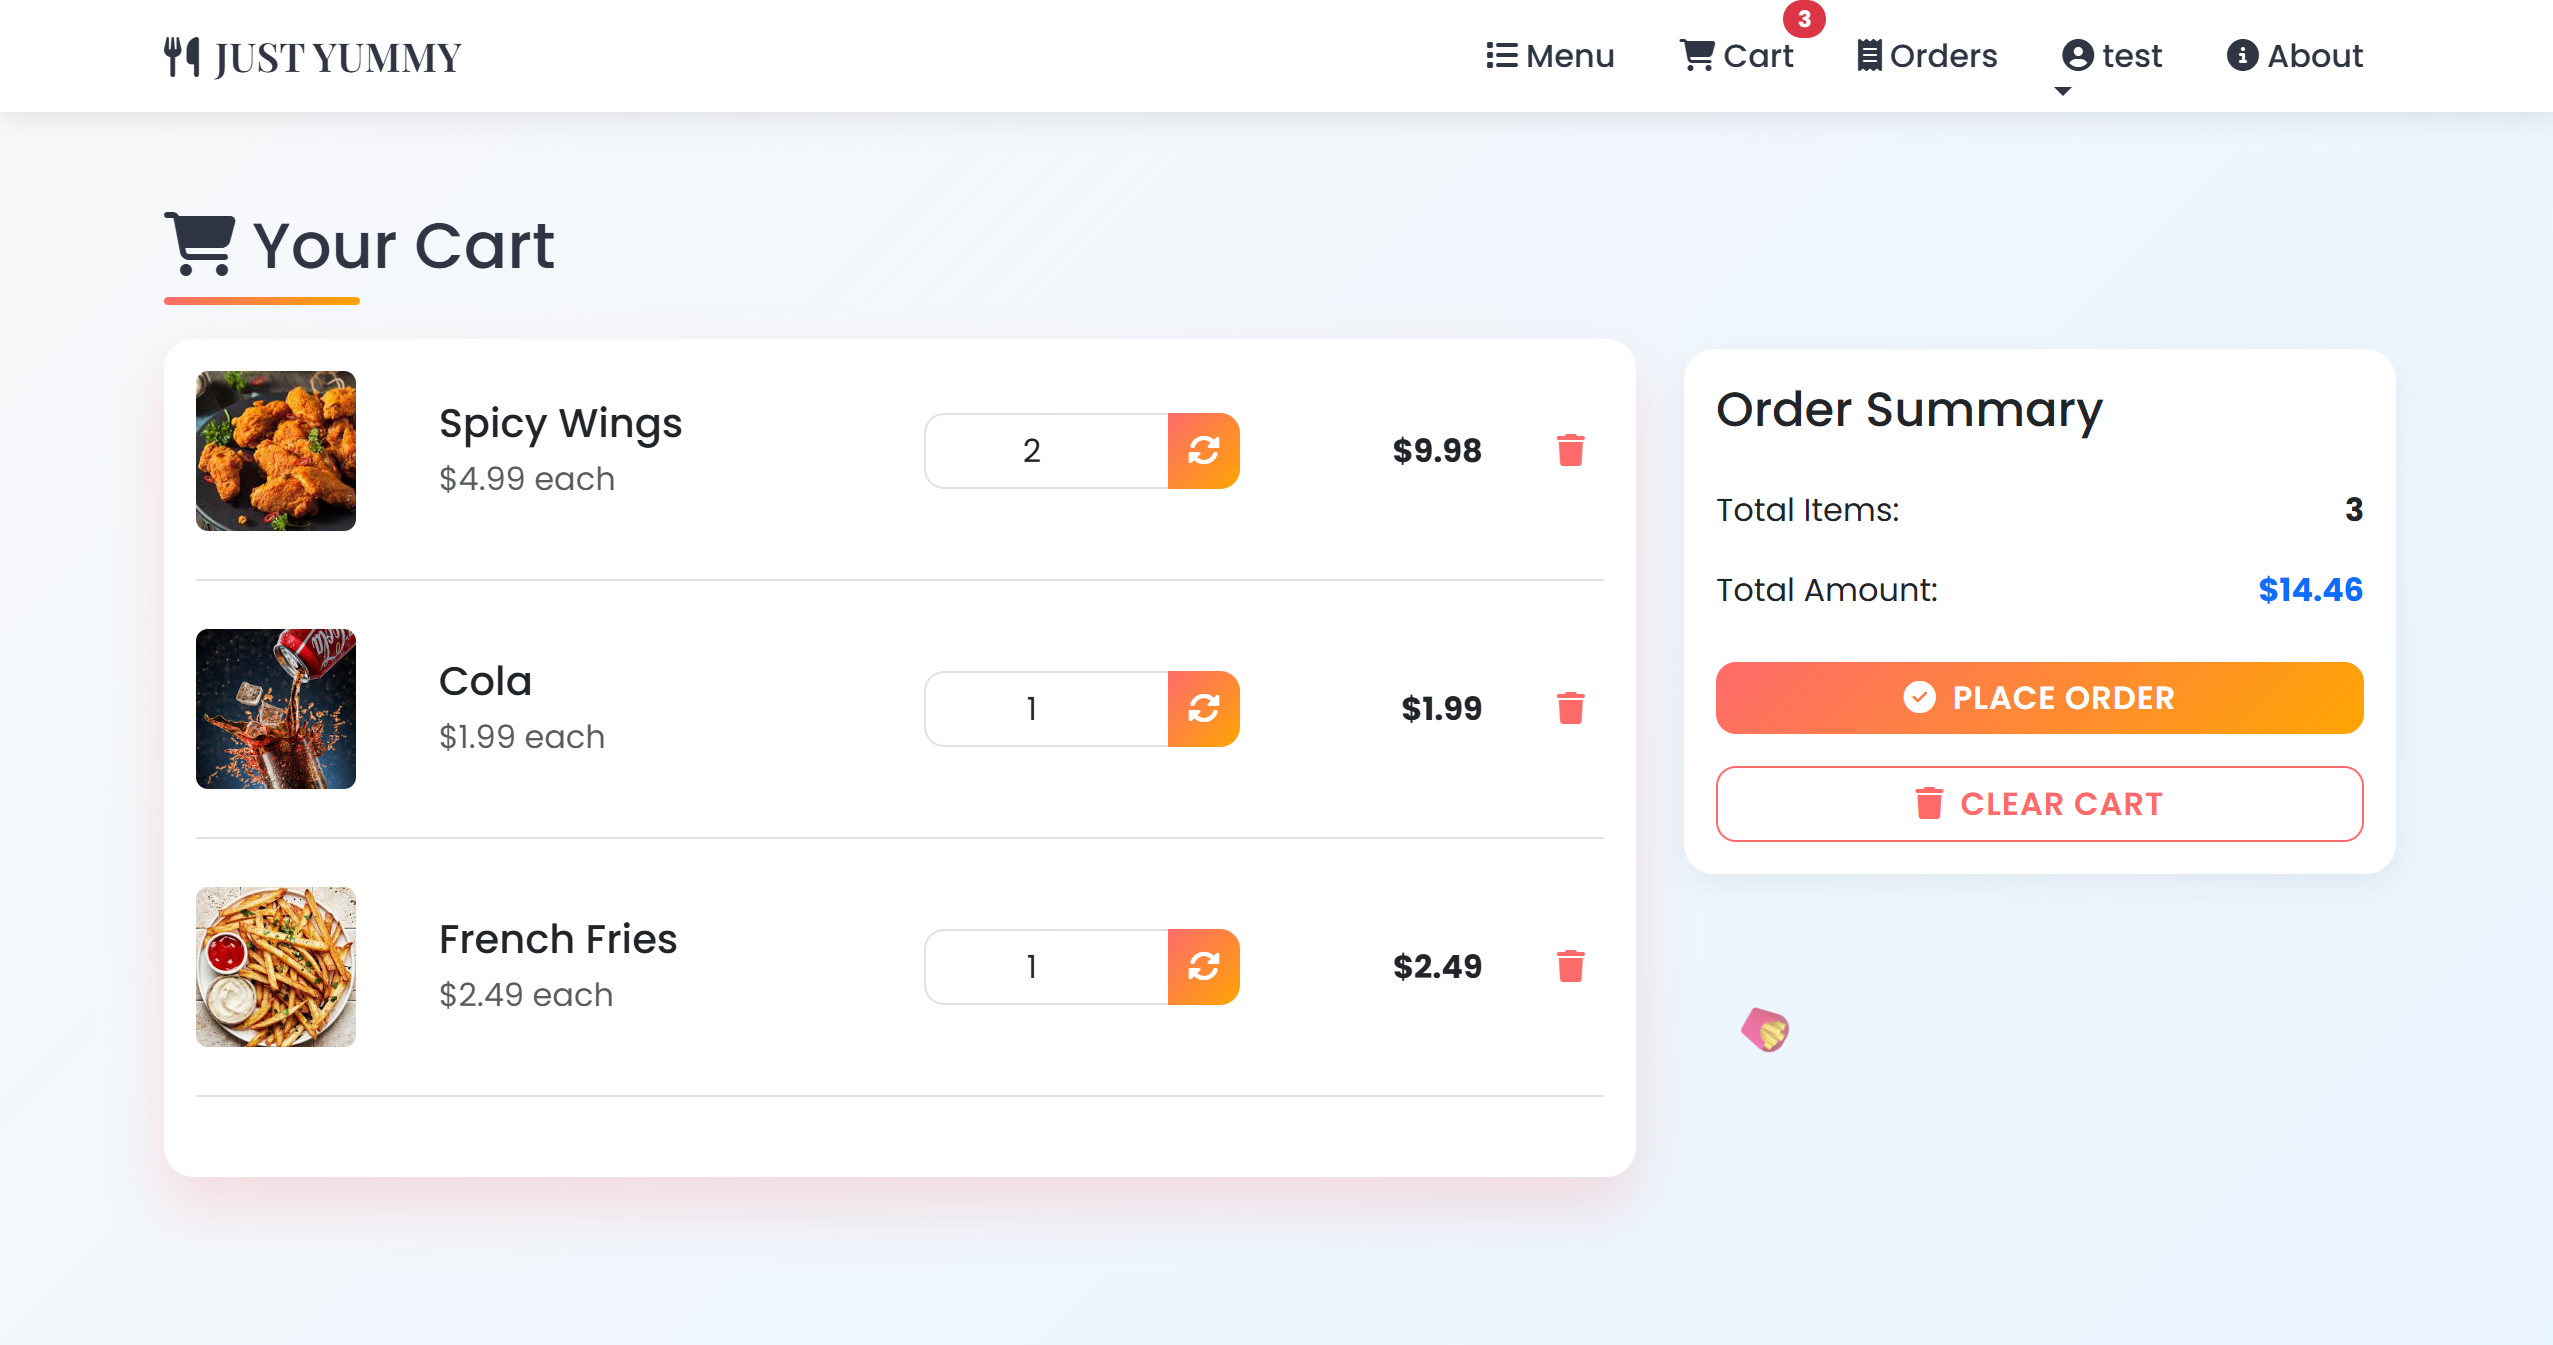 JUST YUMMY
Menu
Cart
3
Orders
test
About
Your Cart
Spicy Wings
$4.99 each
2
$9.98
Cola
$1.99 each
1
$1.99
French Fries
$2.49 each
1
$2.49
Order Summary
Total Items: 3
Total Amount: $14.46
PLACE ORDER
CLEAR CART